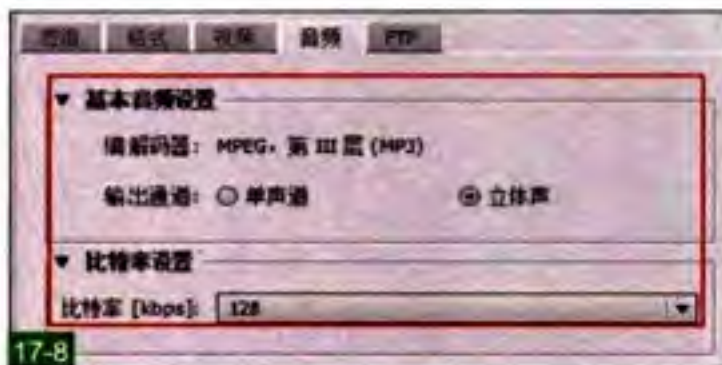 滤镜 格式 视频 音频 FTP
基本音频设置
编解码器: MPEG, 第 III 层 (MP3)
输出通道: 单声道 立体声
比特率设置
比特率 [kbps]: 128
17-8